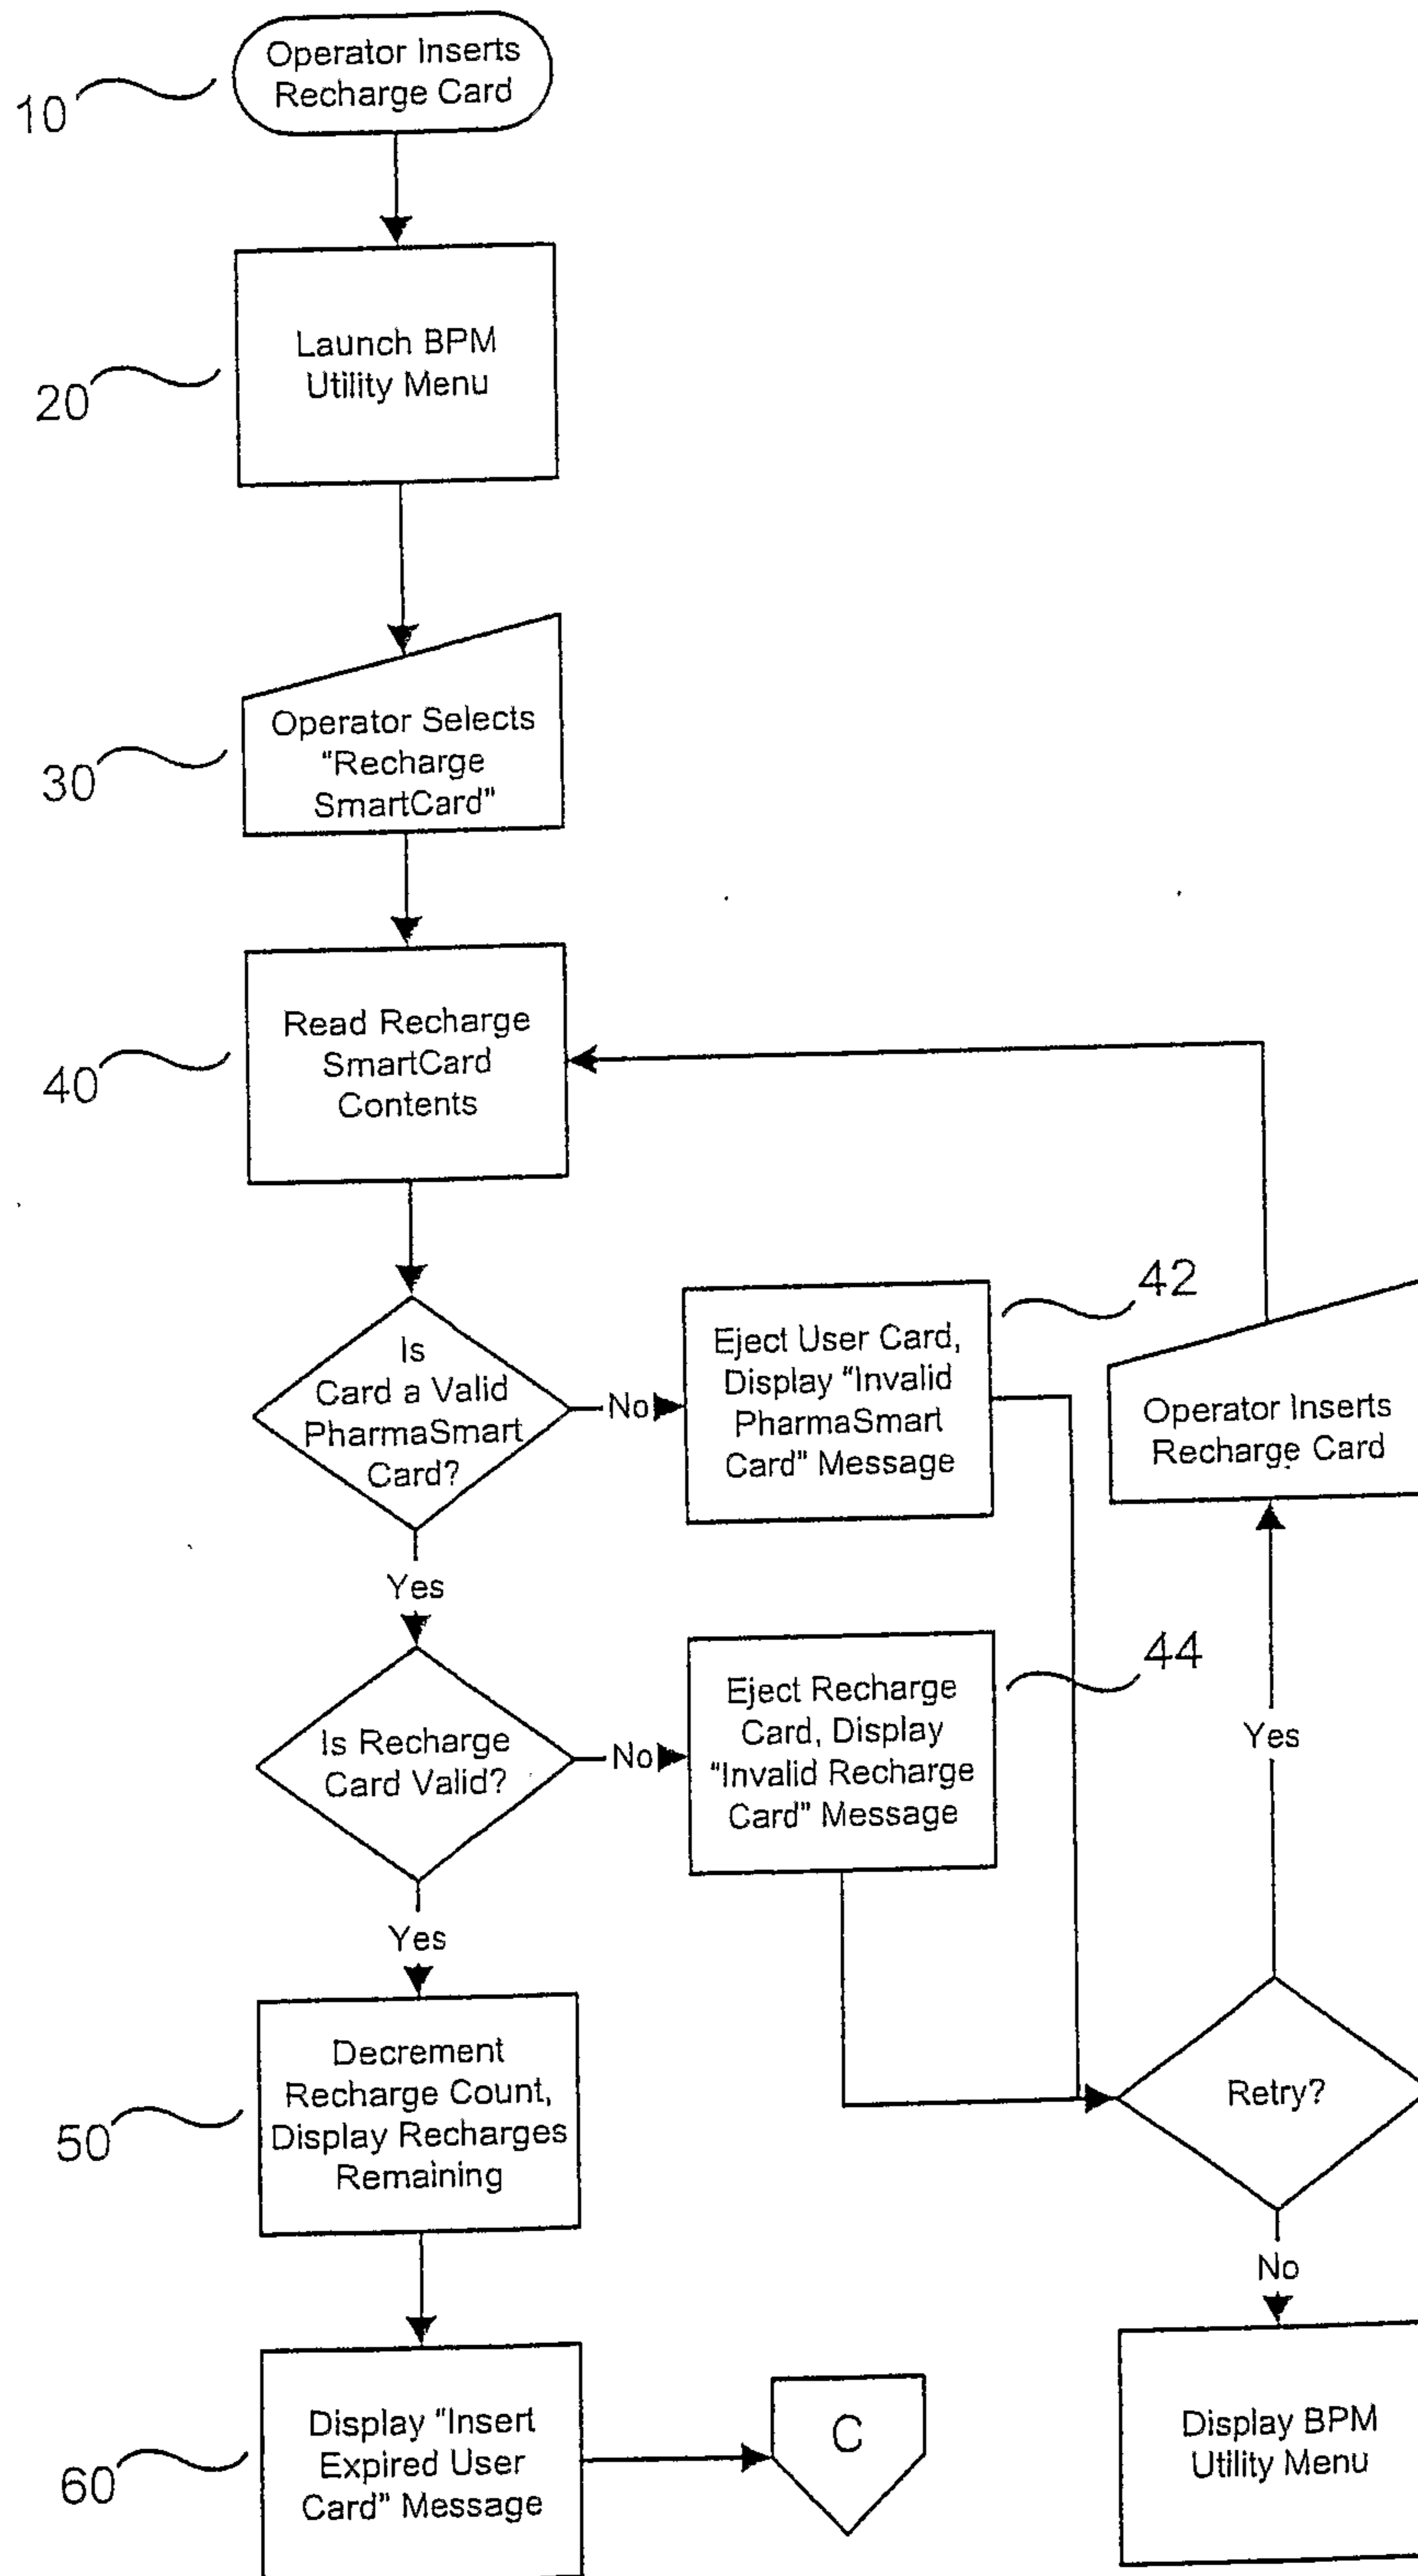 Operator Inserts
Recharge Card
10
Launch BPM
Utility Menu
20
Operator Selects
"Recharge
SmartCard"
30
Read Recharge
SmartCard
Contents
40
Is
Card a Valid
PharmaSmart
Card?
No
Eject User Card,
Display "Invalid
PharmaSmart
Card" Message
42
Operator Inserts
Recharge Card
Yes
Is Recharge
Card Valid?
No
Eject Recharge
Card, Display
"Invalid Recharge
Card" Message
44
Yes
Yes
Decrement
Recharge Count,
Display Recharges
Remaining
50
Retry?
No
Display "Insert
Expired User
Card" Message
60
C
Display BPM
Utility Menu